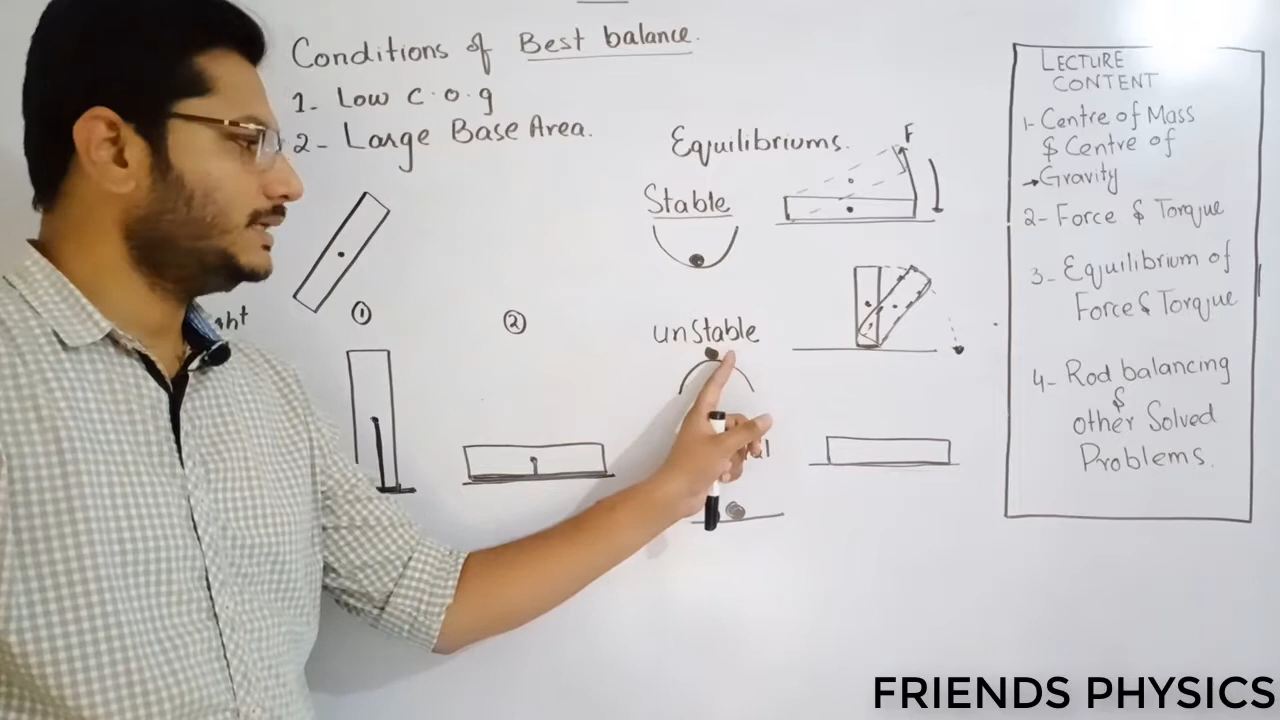 Conditions of Best balance.
1- Low c.o.g
2- Large Base Area.
Equilibriums.
F
Stable
①
②
unstable
LECTURE
CONTENT
1- Centre of Mass
$ Centre of
→Gravity
2- Force $ Torque
3- Equilibrium of
Force $ Torque
4- Rod balancing
$
other Solved
Problems.
FRIENDS PHYSICS